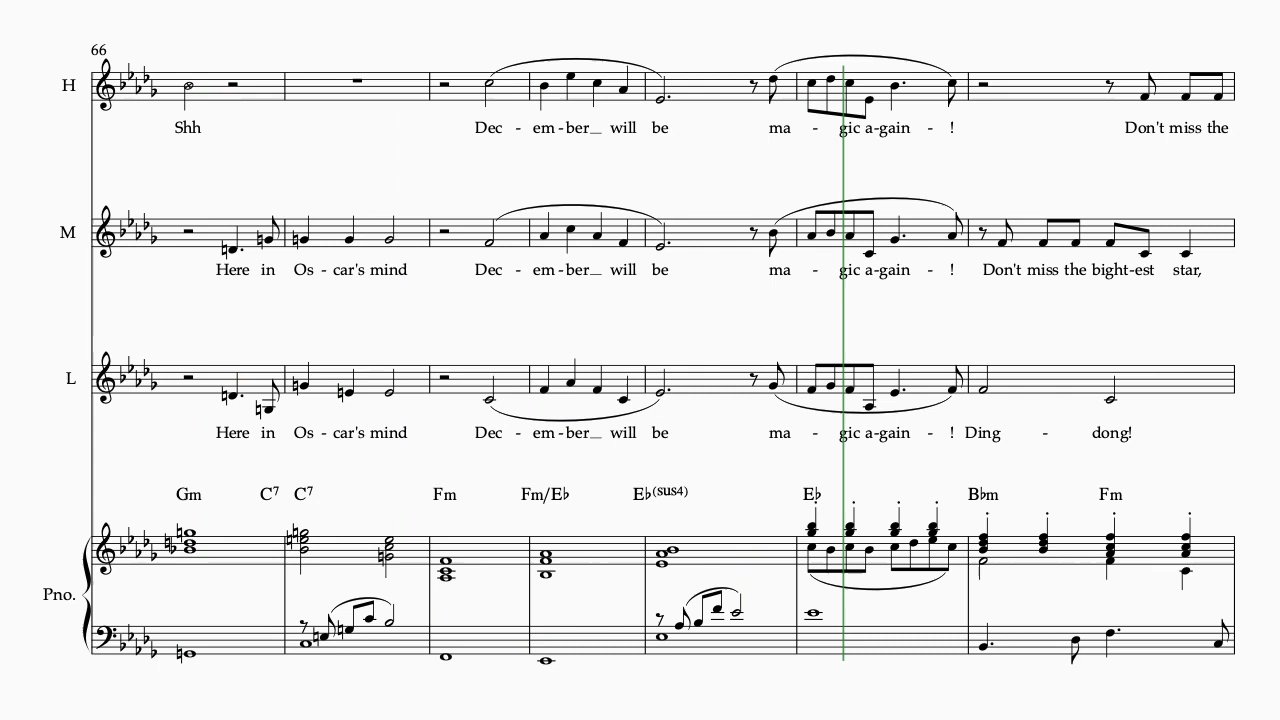 66
H
Shh Dec - em - ber_ will be ma - gic a-gain - ! Don't miss the
M
Here in Os - car's mind Dec - em - ber_ will be ma - gic a-gain - ! Don't miss the bight-est star,
L
Here in Os - car's mind Dec - em - ber_ will be ma - gic a-gain - ! Ding - dong!
Gm C7 C7 Fm Fm/E♭ E♭(sus4) E♭ B♭m Fm
Pno.